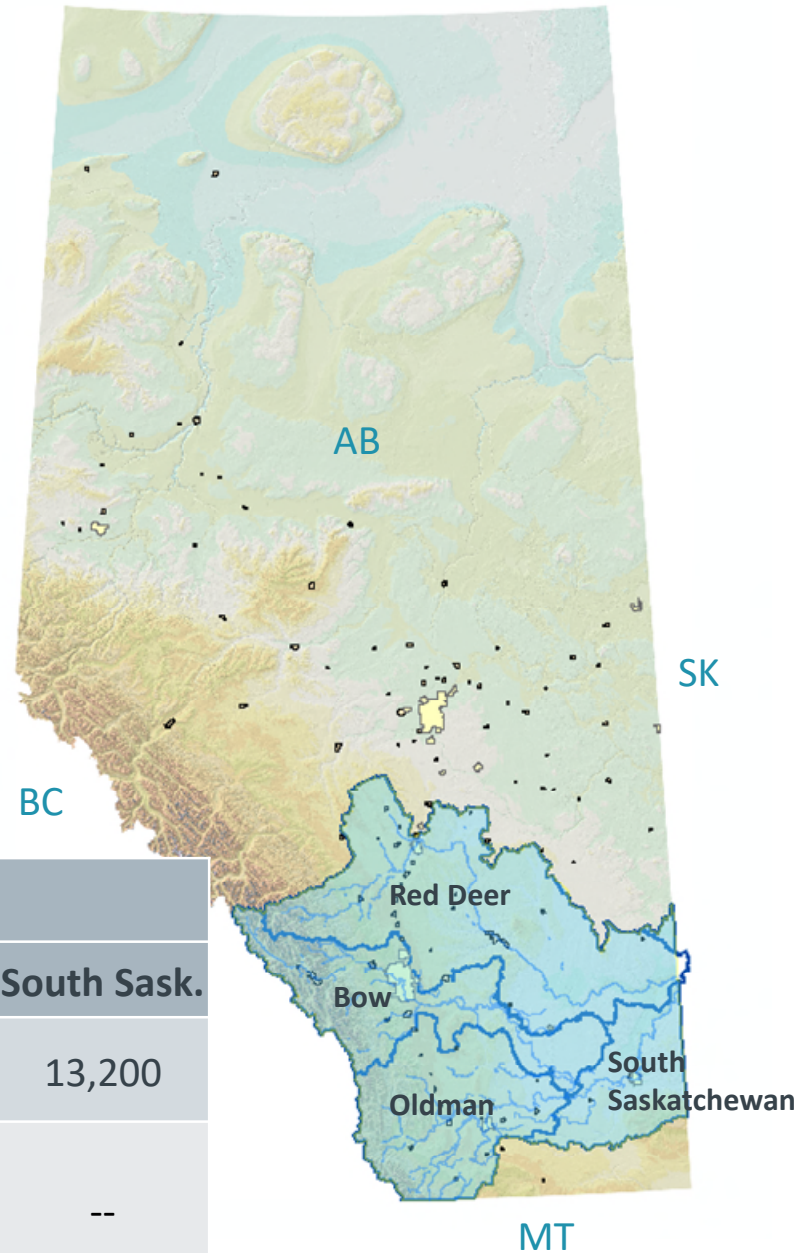 AB
SK
BC
Red Deer
Bow
South
Saskatchewan
Oldman
MT
South Sask.
13,200
--